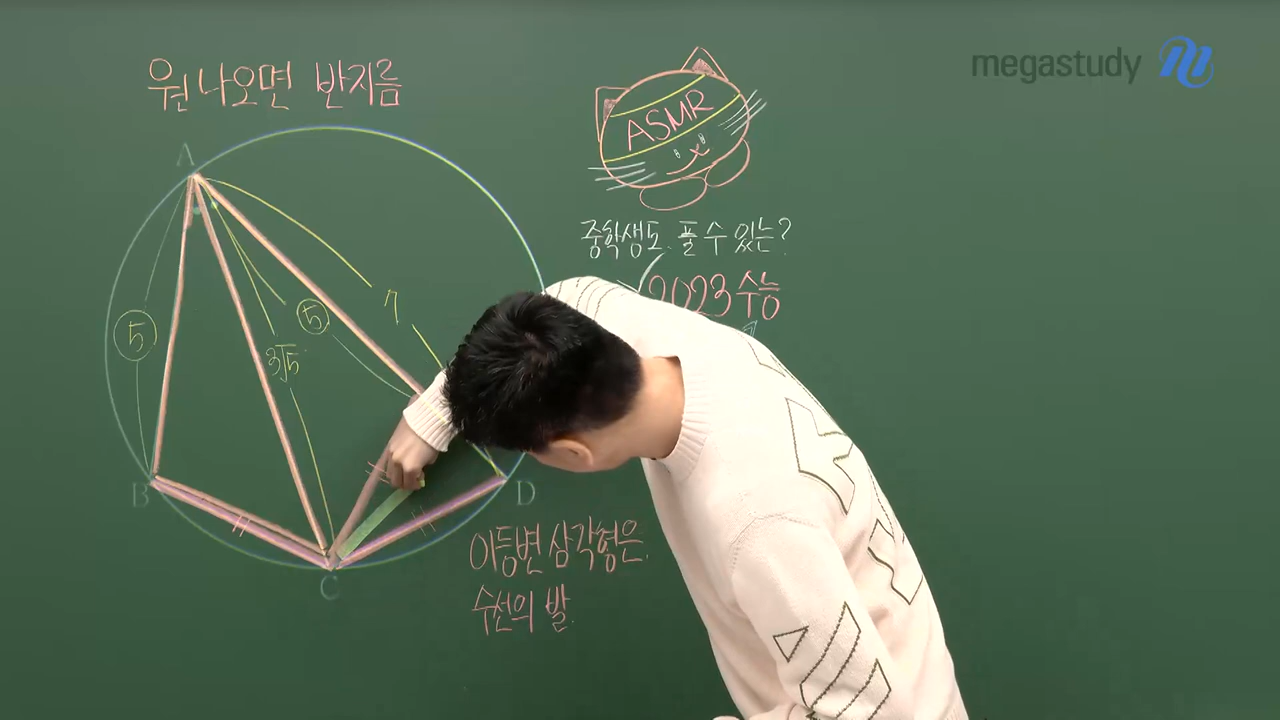 원 나오면 반지름
megastudy
ASMR
중학생도 풀 수 있는?
2023 수능
A
5
5
7
3√5
B
C
D
이등변 삼각형은
수선의 발